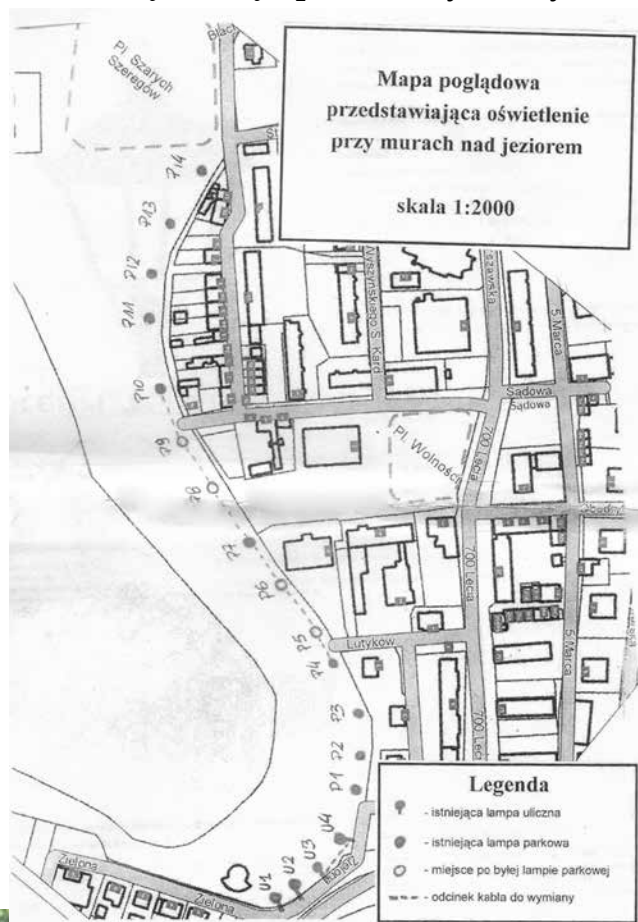 Pl. Szarych
Szeregów
Mapa poglądowa
przedstawiająca oświetlenie
przy murach nad jeziorem
skala 1:2000
P14
P13
P12
P11
P10
P9
P8
P7
P6
P5
P4
P3
P2
P1
U4
U3
U2
U1
Wyszyńskiego S. Kard
5 Marca
Sądowa
Sądowa
Pl. Wolności
700 Lecia
700 Lecia
5 Marca
Lutyków
700 Lecia
Zielona
Zielona
Zielona
Legenda
- istniejąca lampa uliczna
- istniejąca lampa parkowa
- miejsce po byłej lampie parkowej
- odcinek kabla do wymiany